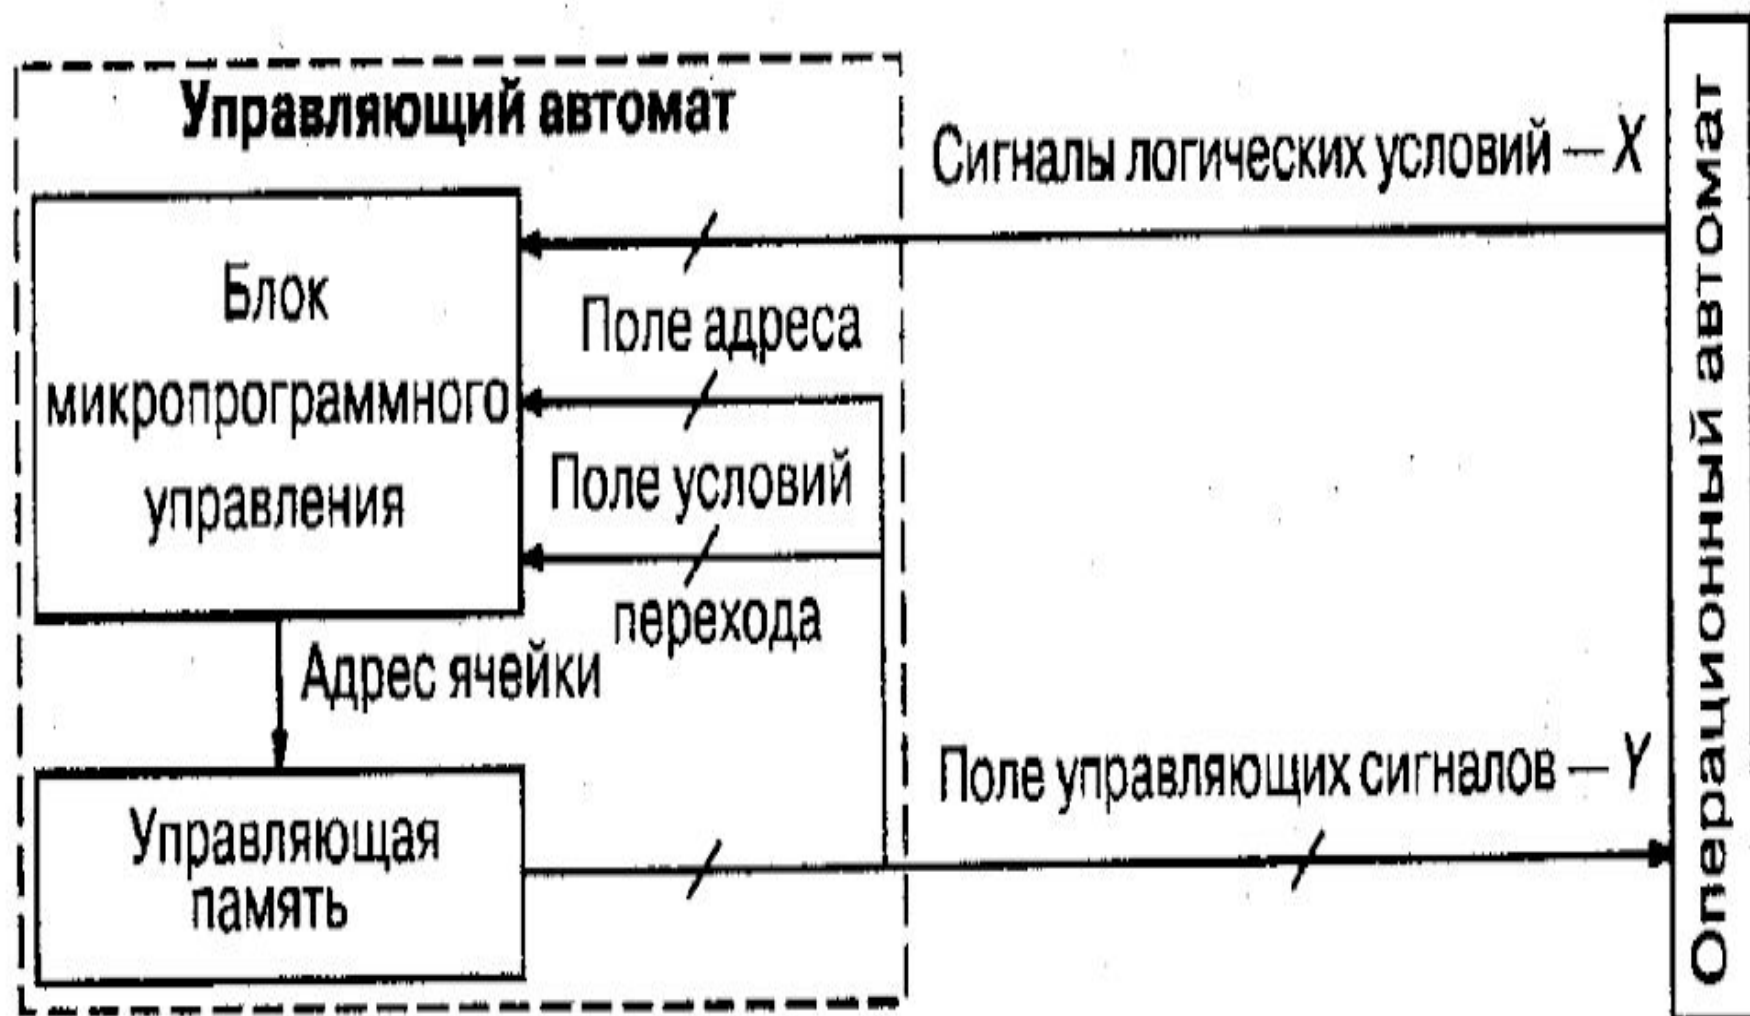 Управляющий автомат
Сигналы логических условий — X
Блок
микропрограммного
управления
Поле адреса
Поле условий
перехода
Адрес ячейки
Управляющая
память
Поле управляющих сигналов — Y
Операционный автомат